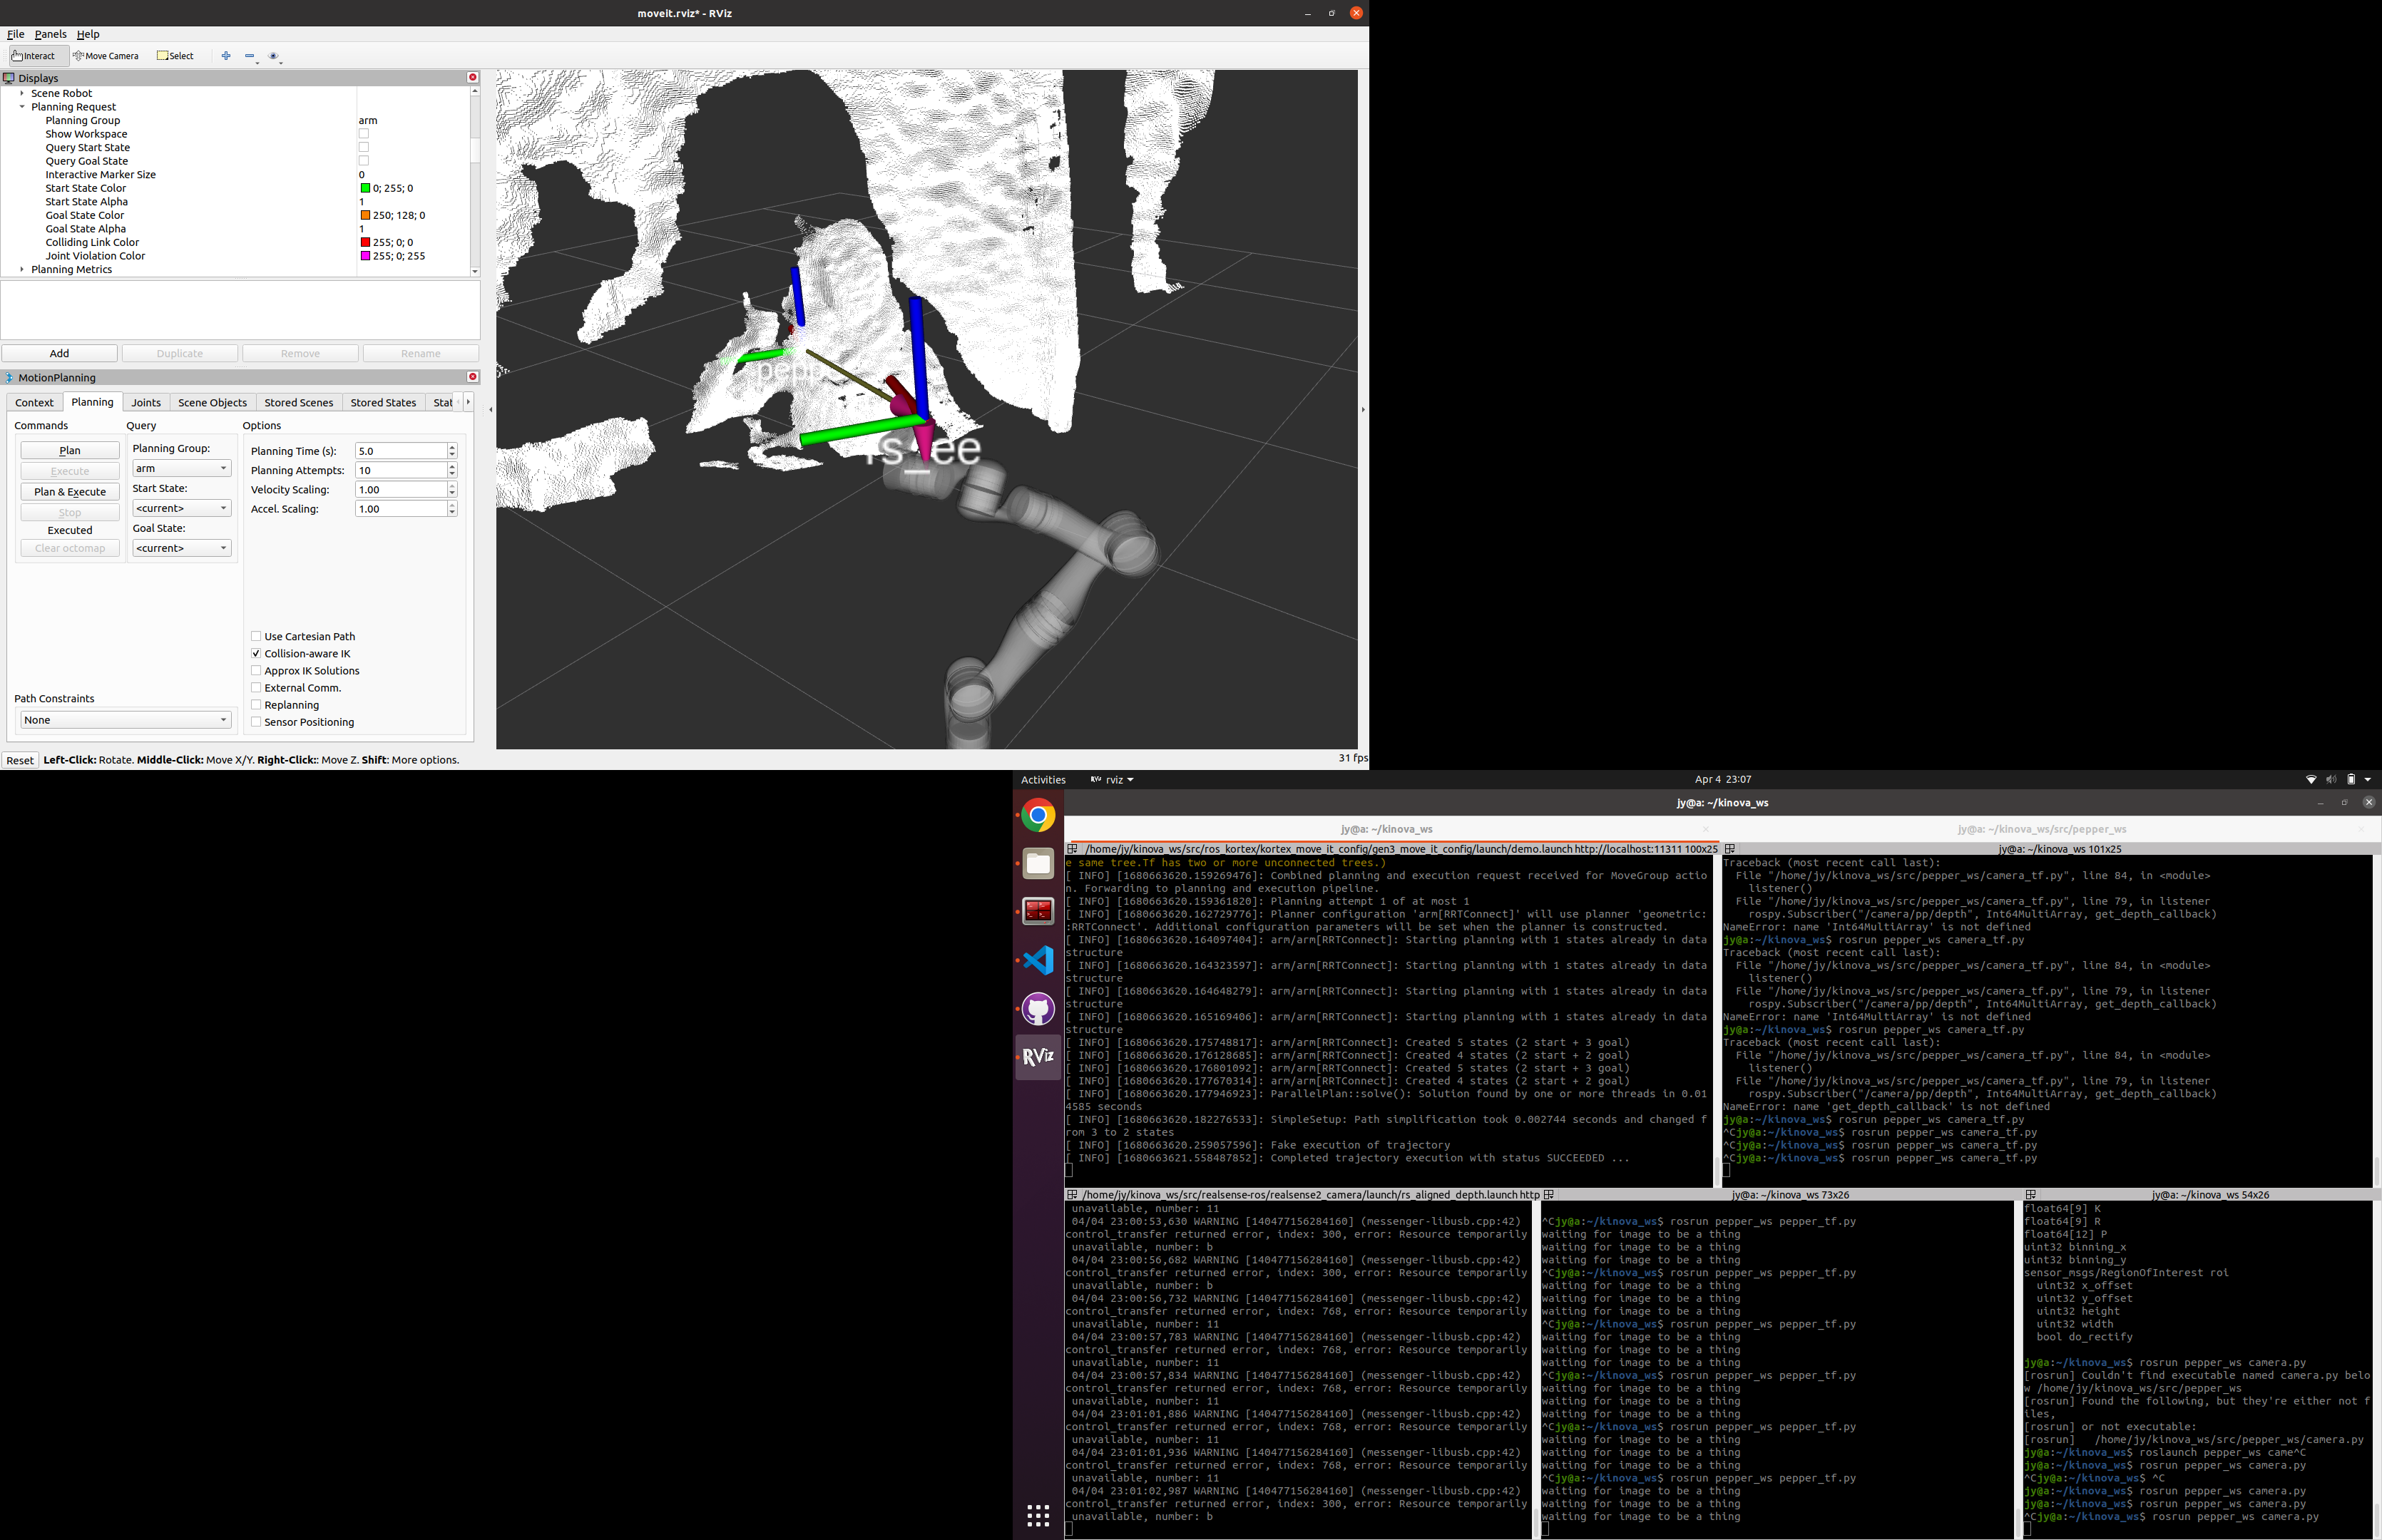 moveit.rviz* - RViz
File Panels Help
Interact Move Camera Select
Displays
Scene Robot
Planning Request
Planning Group arm
Show Workspace
Query Start State
Query Goal State
Interactive Marker Size 0
Start State Color 0; 255; 0
Start State Alpha 1
Goal State Color 250; 128; 0
Goal State Alpha 1
Colliding Link Color 255; 0; 0
Joint Violation Color 255; 0; 255
Planning Metrics
Add Duplicate Remove Rename
MotionPlanning
Context Planning Joints Scene Objects Stored Scenes Stored States Stat
Commands Query Options
Plan
Execute
Plan & Execute
Stop
Executed
Clear octomap
Planning Group:
arm
Start State:
<current>
Goal State:
<current>
Planning Time (s): 5.0
Planning Attempts: 10
Velocity Scaling: 1.00
Accel. Scaling: 1.00
Use Cartesian Path
Collision-aware IK
Approx IK Solutions
External Comm.
Replanning
Sensor Positioning
Path Constraints
None
Reset Left-Click: Rotate. Middle-Click: Move X/Y. Right-Click:: Move Z. Shift: More options.
31 fps
rs_ee
Activities RViz rviz Apr 4 23:07
jy@a: ~/kinova_ws
jy@a: ~/kinova_ws
jy@a: ~/kinova_ws/src/pepper_ws
RViz
/home/jy/kinova_ws/src/ros_kortex/kortex_move_it_config/gen3_move_it_config/launch/demo.launch http://localhost:11311 100x25
e same tree.Tf has two or more unconnected trees.)
[ INFO] [1680663620.159269476]: Combined planning and execution request received for MoveGroup actio
n. Forwarding to planning and execution pipeline.
[ INFO] [1680663620.159361820]: Planning attempt 1 of at most 1
[ INFO] [1680663620.162729776]: Planner configuration 'arm[RRTConnect]' will use planner 'geometric:
:RRTConnect'. Additional configuration parameters will be set when the planner is constructed.
[ INFO] [1680663620.164097404]: arm/arm[RRTConnect]: Starting planning with 1 states already in data
structure
[ INFO] [1680663620.164323597]: arm/arm[RRTConnect]: Starting planning with 1 states already in data
structure
[ INFO] [1680663620.164648279]: arm/arm[RRTConnect]: Starting planning with 1 states already in data
structure
[ INFO] [1680663620.165169406]: arm/arm[RRTConnect]: Starting planning with 1 states already in data
structure
[ INFO] [1680663620.175748817]: arm/arm[RRTConnect]: Created 5 states (2 start + 3 goal)
[ INFO] [1680663620.176128685]: arm/arm[RRTConnect]: Created 4 states (2 start + 2 goal)
[ INFO] [1680663620.176801092]: arm/arm[RRTConnect]: Created 5 states (2 start + 3 goal)
[ INFO] [1680663620.177670314]: arm/arm[RRTConnect]: Created 4 states (2 start + 2 goal)
[ INFO] [1680663620.177946923]: ParallelPlan::solve(): Solution found by one or more threads in 0.01
4585 seconds
[ INFO] [1680663620.182276533]: SimpleSetup: Path simplification took 0.002744 seconds and changed f
rom 3 to 2 states
[ INFO] [1680663620.259057596]: Fake execution of trajectory
[ INFO] [1680663621.558487852]: Completed trajectory execution with status SUCCEEDED ...
jy@a: ~/kinova_ws 101x25
Traceback (most recent call last):
File "/home/jy/kinova_ws/src/pepper_ws/camera_tf.py", line 84, in <module>
listener()
File "/home/jy/kinova_ws/src/pepper_ws/camera_tf.py", line 79, in listener
rospy.Subscriber("/camera/pp/depth", Int64MultiArray, get_depth_callback)
NameError: name 'Int64MultiArray' is not defined
jy@a:~/kinova_ws$ rosrun pepper_ws camera_tf.py
Traceback (most recent call last):
File "/home/jy/kinova_ws/src/pepper_ws/camera_tf.py", line 84, in <module>
listener()
File "/home/jy/kinova_ws/src/pepper_ws/camera_tf.py", line 79, in listener
rospy.Subscriber("/camera/pp/depth", Int64MultiArray, get_depth_callback)
NameError: name 'Int64MultiArray' is not defined
jy@a:~/kinova_ws$ rosrun pepper_ws camera_tf.py
Traceback (most recent call last):
File "/home/jy/kinova_ws/src/pepper_ws/camera_tf.py", line 84, in <module>
listener()
File "/home/jy/kinova_ws/src/pepper_ws/camera_tf.py", line 79, in listener
rospy.Subscriber("/camera/pp/depth", Int64MultiArray, get_depth_callback)
NameError: name 'get_depth_callback' is not defined
jy@a:~/kinova_ws$ rosrun pepper_ws camera_tf.py
^Cjy@a:~/kinova_ws$ rosrun pepper_ws camera_tf.py
^Cjy@a:~/kinova_ws$ rosrun pepper_ws camera_tf.py
^Cjy@a:~/kinova_ws$ rosrun pepper_ws camera_tf.py
/home/jy/kinova_ws/src/realsense-ros/realsense2_camera/launch/rs_aligned_depth.launch http
unavailable, number: 11
04/04 23:00:53,630 WARNING [140477156284160] (messenger-libusb.cpp:42)
control_transfer returned error, index: 300, error: Resource temporarily
unavailable, number: b
04/04 23:00:56,682 WARNING [140477156284160] (messenger-libusb.cpp:42)
control_transfer returned error, index: 300, error: Resource temporarily
unavailable, number: b
04/04 23:00:56,732 WARNING [140477156284160] (messenger-libusb.cpp:42)
control_transfer returned error, index: 768, error: Resource temporarily
unavailable, number: 11
04/04 23:00:57,783 WARNING [140477156284160] (messenger-libusb.cpp:42)
control_transfer returned error, index: 768, error: Resource temporarily
unavailable, number: 11
04/04 23:00:57,834 WARNING [140477156284160] (messenger-libusb.cpp:42)
control_transfer returned error, index: 768, error: Resource temporarily
unavailable, number: 11
04/04 23:01:01,886 WARNING [140477156284160] (messenger-libusb.cpp:42)
control_transfer returned error, index: 768, error: Resource temporarily
unavailable, number: 11
04/04 23:01:01,936 WARNING [140477156284160] (messenger-libusb.cpp:42)
control_transfer returned error, index: 768, error: Resource temporarily
unavailable, number: 11
04/04 23:01:02,987 WARNING [140477156284160] (messenger-libusb.cpp:42)
control_transfer returned error, index: 300, error: Resource temporarily
unavailable, number: b
jy@a: ~/kinova_ws 73x26
^Cjy@a:~/kinova_ws$ rosrun pepper_ws pepper_tf.py
waiting for image to be a thing
waiting for image to be a thing
waiting for image to be a thing
^Cjy@a:~/kinova_ws$ rosrun pepper_ws pepper_tf.py
waiting for image to be a thing
waiting for image to be a thing
waiting for image to be a thing
^Cjy@a:~/kinova_ws$ rosrun pepper_ws pepper_tf.py
waiting for image to be a thing
waiting for image to be a thing
waiting for image to be a thing
^Cjy@a:~/kinova_ws$ rosrun pepper_ws pepper_tf.py
waiting for image to be a thing
waiting for image to be a thing
waiting for image to be a thing
^Cjy@a:~/kinova_ws$ rosrun pepper_ws pepper_tf.py
waiting for image to be a thing
waiting for image to be a thing
waiting for image to be a thing
^Cjy@a:~/kinova_ws$ rosrun pepper_ws pepper_tf.py
waiting for image to be a thing
waiting for image to be a thing
waiting for image to be a thing
jy@a: ~/kinova_ws 54x26
float64[9] K
float64[9] R
float64[12] P
uint32 binning_x
uint32 binning_y
sensor_msgs/RegionOfInterest roi
uint32 x_offset
uint32 y_offset
uint32 height
uint32 width
bool do_rectify
jy@a:~/kinova_ws$ rosrun pepper_ws camera.py
[rosrun] Couldn't find executable named camera.py belo
w /home/jy/kinova_ws/src/pepper_ws
[rosrun] Found the following, but they're either not f
iles,
[rosrun] or not executable:
[rosrun] /home/jy/kinova_ws/src/pepper_ws/camera.py
jy@a:~/kinova_ws$ roslaunch pepper_ws came^C
jy@a:~/kinova_ws$ rosrun pepper_ws camera.py
^Cjy@a:~/kinova_ws$ ^C
jy@a:~/kinova_ws$ rosrun pepper_ws camera.py
jy@a:~/kinova_ws$ rosrun pepper_ws camera.py
^Cjy@a:~/kinova_ws$ rosrun pepper_ws camera.py